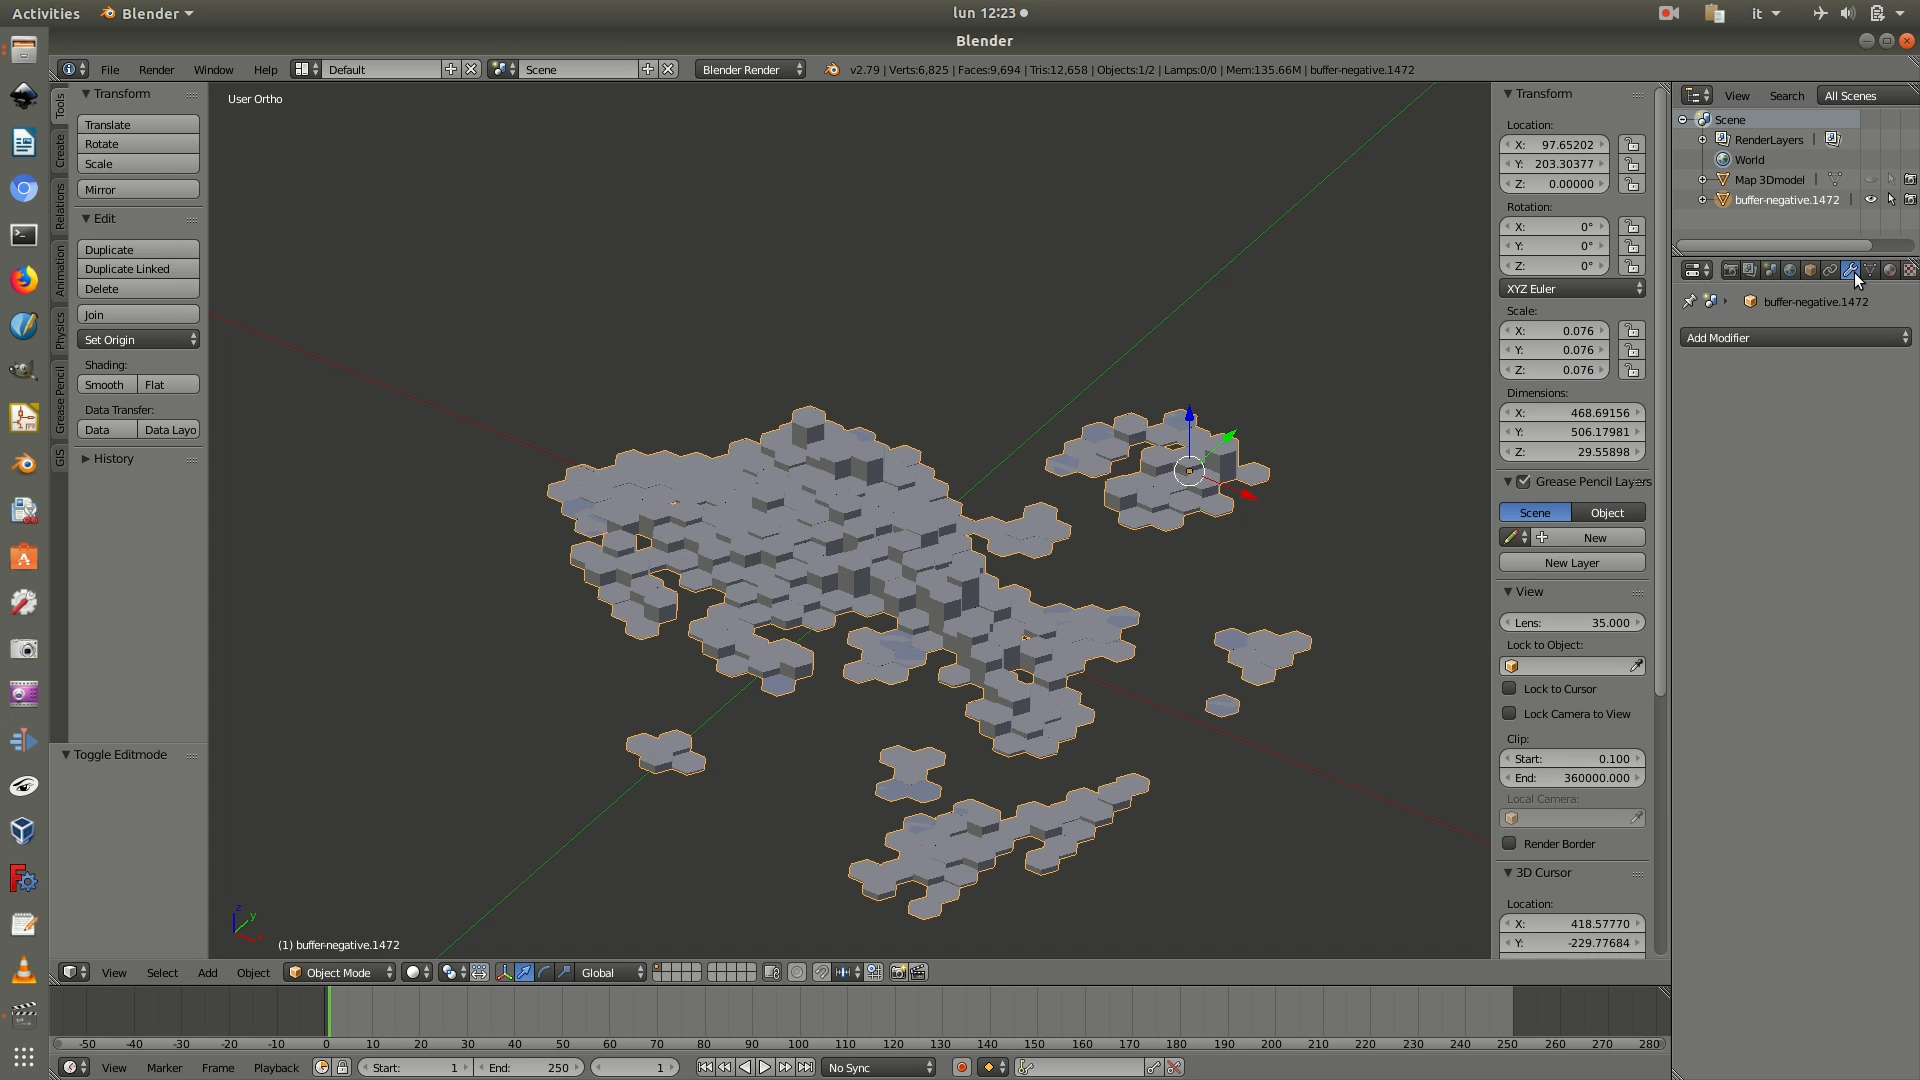 Activities Blender lun 12:23 it
Blender
File Render Window Help Default Scene Blender Render v2.79 | Verts:6,825 | Faces:9,694 | Tris:12,658 | Objects:1/2 | Lamps:0/0 | Mem:135.66M | buffer-negative.1472
Tools
Create
Relations
Animation
Physics
Grease Pencil
GIS
Transform
Translate
Rotate
Scale
Mirror
Edit
Duplicate
Duplicate Linked
Delete
Join
Set Origin
Shading:
Smooth Flat
Data Transfer:
Data Data Layo
History
Toggle Editmode
User Ortho
z
y
x
(1) buffer-negative.1472
Transform
Location:
X: 97.65202
Y: 203.30377
Z: 0.00000
Rotation:
X: 0°
Y: 0°
Z: 0°
XYZ Euler
Scale:
X: 0.076
Y: 0.076
Z: 0.076
Dimensions:
X: 468.69156
Y: 506.17981
Z: 29.55898
Grease Pencil Layers
Scene Object
New
New Layer
View
Lens: 35.000
Lock to Object:
Lock to Cursor
Lock Camera to View
Clip:
Start: 0.100
End: 360000.000
Local Camera:
Render Border
3D Cursor
Location:
X: 418.57770
Y: -229.77684
View Search All Scenes
Scene
RenderLayers
World
Map 3Dmodel
buffer-negative.1472
buffer-negative.1472
Add Modifier
View Select Add Object Object Mode Global
-50 -40 -30 -20 -10 0 10 20 30 40 50 60 70 80 90 100 110 120 130 140 150 160 170 180 190 200 210 220 230 240 250 260 270 280
View Marker Frame Playback Start: 1 End: 250 1 No Sync